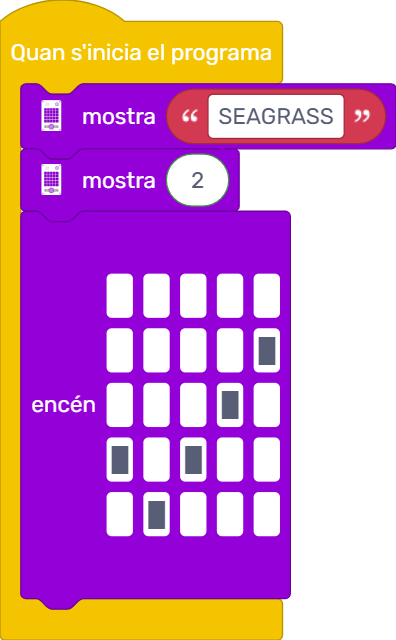 Quan s'inicia el programa
mostra “ SEAGRASS ”
mostra 2
encén